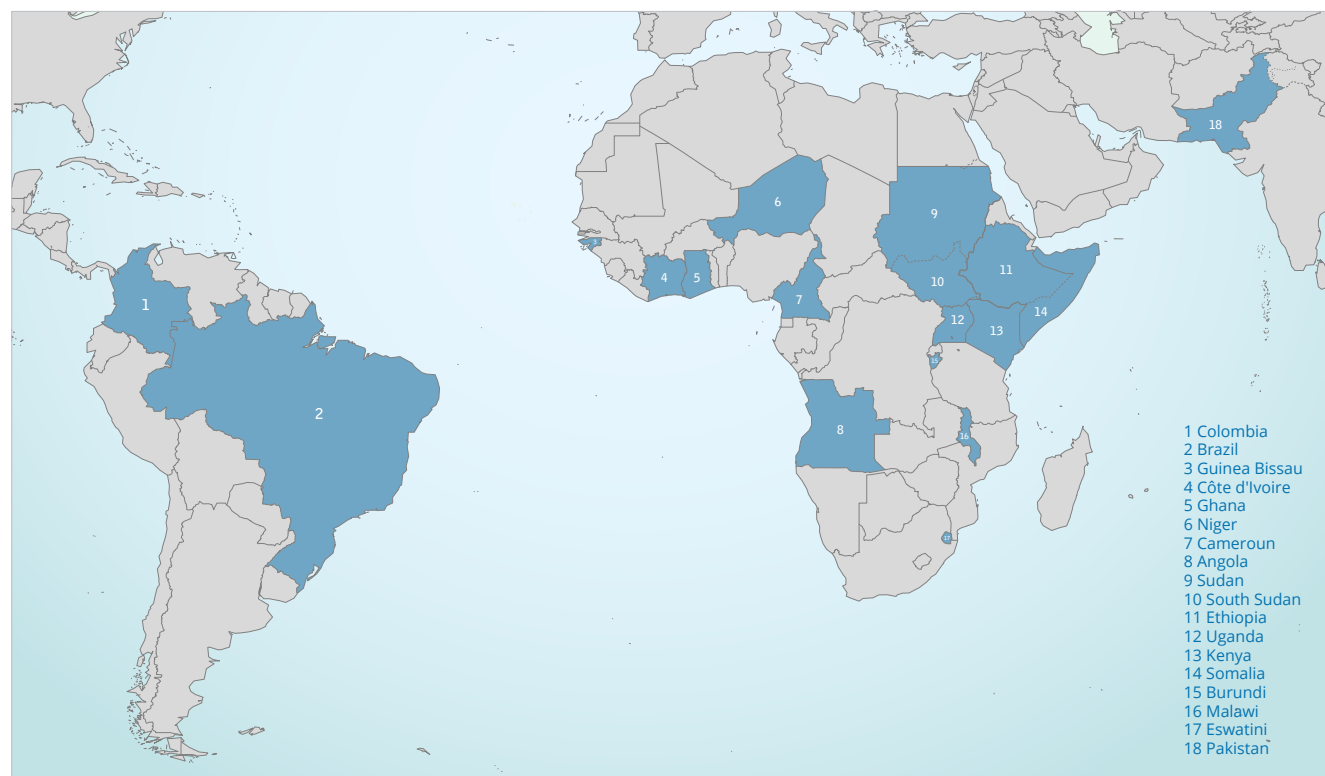 18
6
9
3
4
5
11
10
1
7
14
12
13
15
2
8
16
17
1 Colombia
2 Brazil
3 Guinea Bissau
4 Côte d'Ivoire
5 Ghana
6 Niger
7 Cameroun
8 Angola
9 Sudan
10 South Sudan
11 Ethiopia
12 Uganda
13 Kenya
14 Somalia
15 Burundi
16 Malawi
17 Eswatini
18 Pakistan